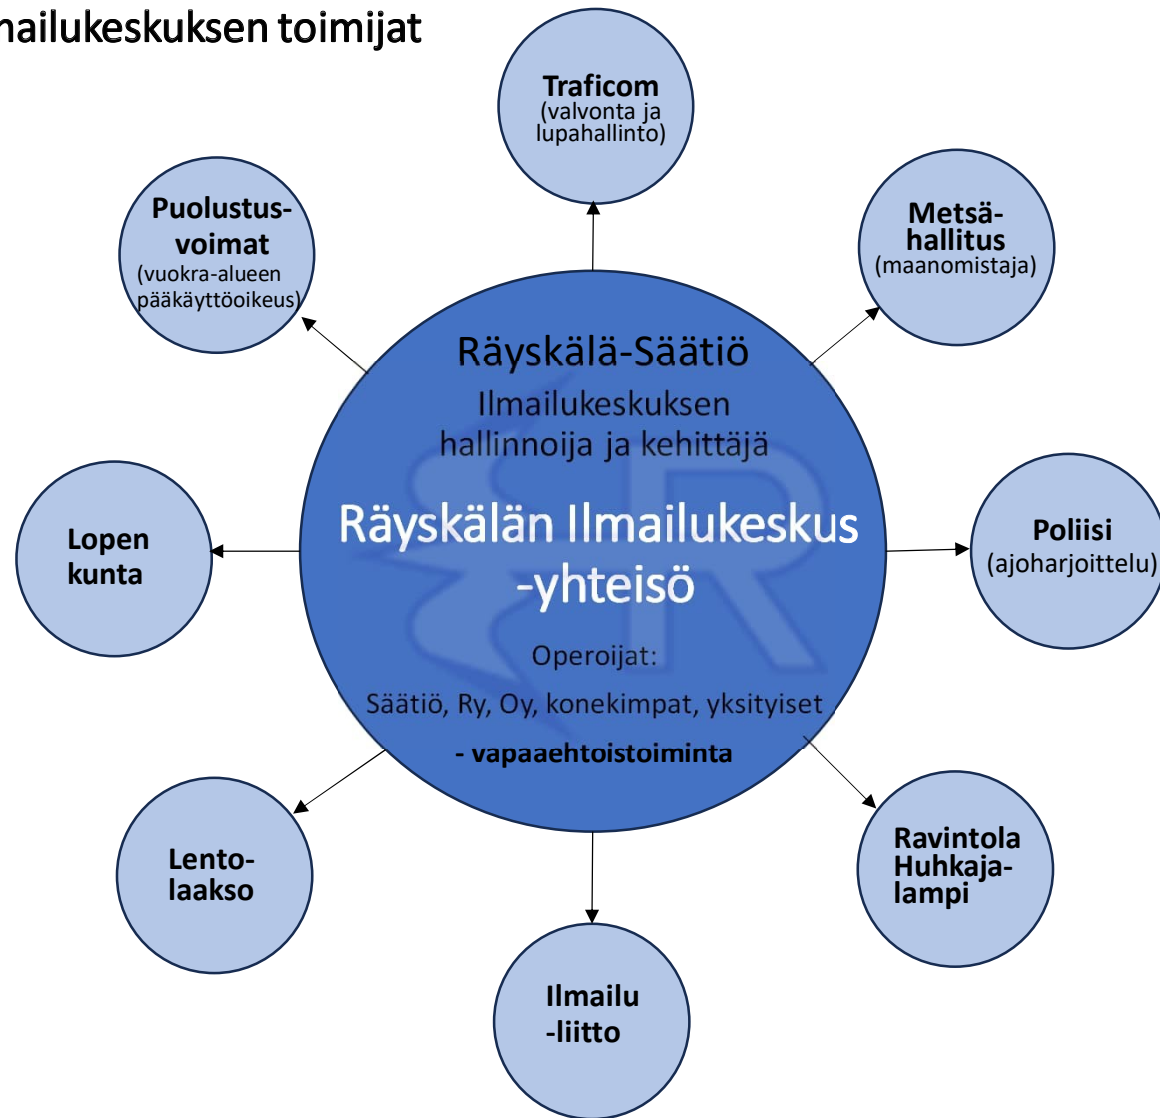 nailukeskuksen toimijat
Traficom
(valvonta ja
lupahallinto)
Puolustus-
voimat
(vuokra-alueen
pääkäyttöoikeus)
Metsä-
hallitus
(maanomistaja)
Räyskälä-Säätiö
Ilmailukeskuksen
hallinnoija ja kehittäjä
Räyskälän Ilmailukeskus
-yhteisö
Operoijat:
Säätiö, Ry, Oy, konekimpat, yksityiset
- vapaaehtoistoiminta
R
Lopen
kunta
Poliisi
(ajoharjoittelu)
Lento-
laakso
Ravintola
Huhkaja-
lampi
Ilmailu
-liitto